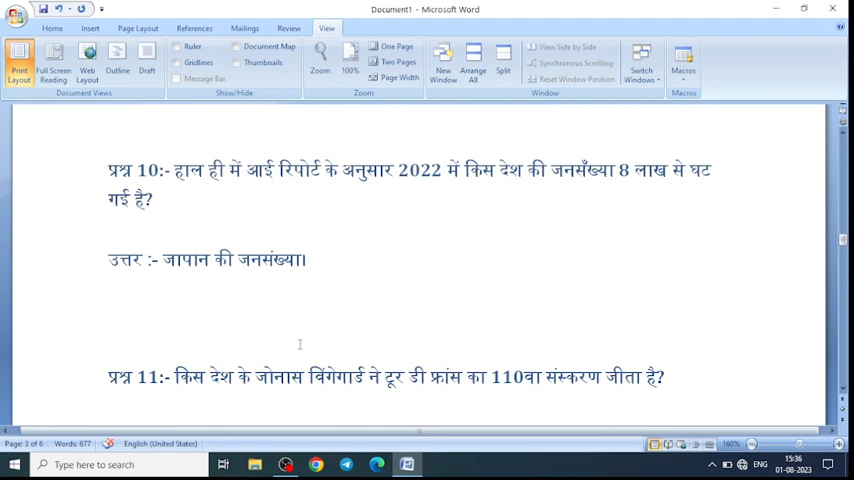 Document1 - Microsoft Word
Home Insert Page Layout References Mailings Review View
Print Layout
Full Screen Reading
Web Layout
Outline
Draft
Ruler
Gridlines
Message Bar
Document Map
Thumbnails
Zoom
100%
One Page
Two Pages
Page Width
New Window
Arrange All
Split
View Side by Side
Synchronous Scrolling
Reset Window Position
Switch Windows
Macros
Document Views Show/Hide Zoom Window Macros
प्रश्न 10:- हाल ही में आई रिपोर्ट के अनुसार 2022 में किस देश की जनसँख्या 8 लाख से घट
गई है?
उत्तर :- जापान की जनसंख्या।
प्रश्न 11:- किस देश के जोनास विंगेगार्ड ने टूर डी फ्रांस का 110वा संस्करण जीता है?
Page: 3 of 6 Words: 677 English (United States) 160%
Type here to search
ENG 15:36
01-08-2023